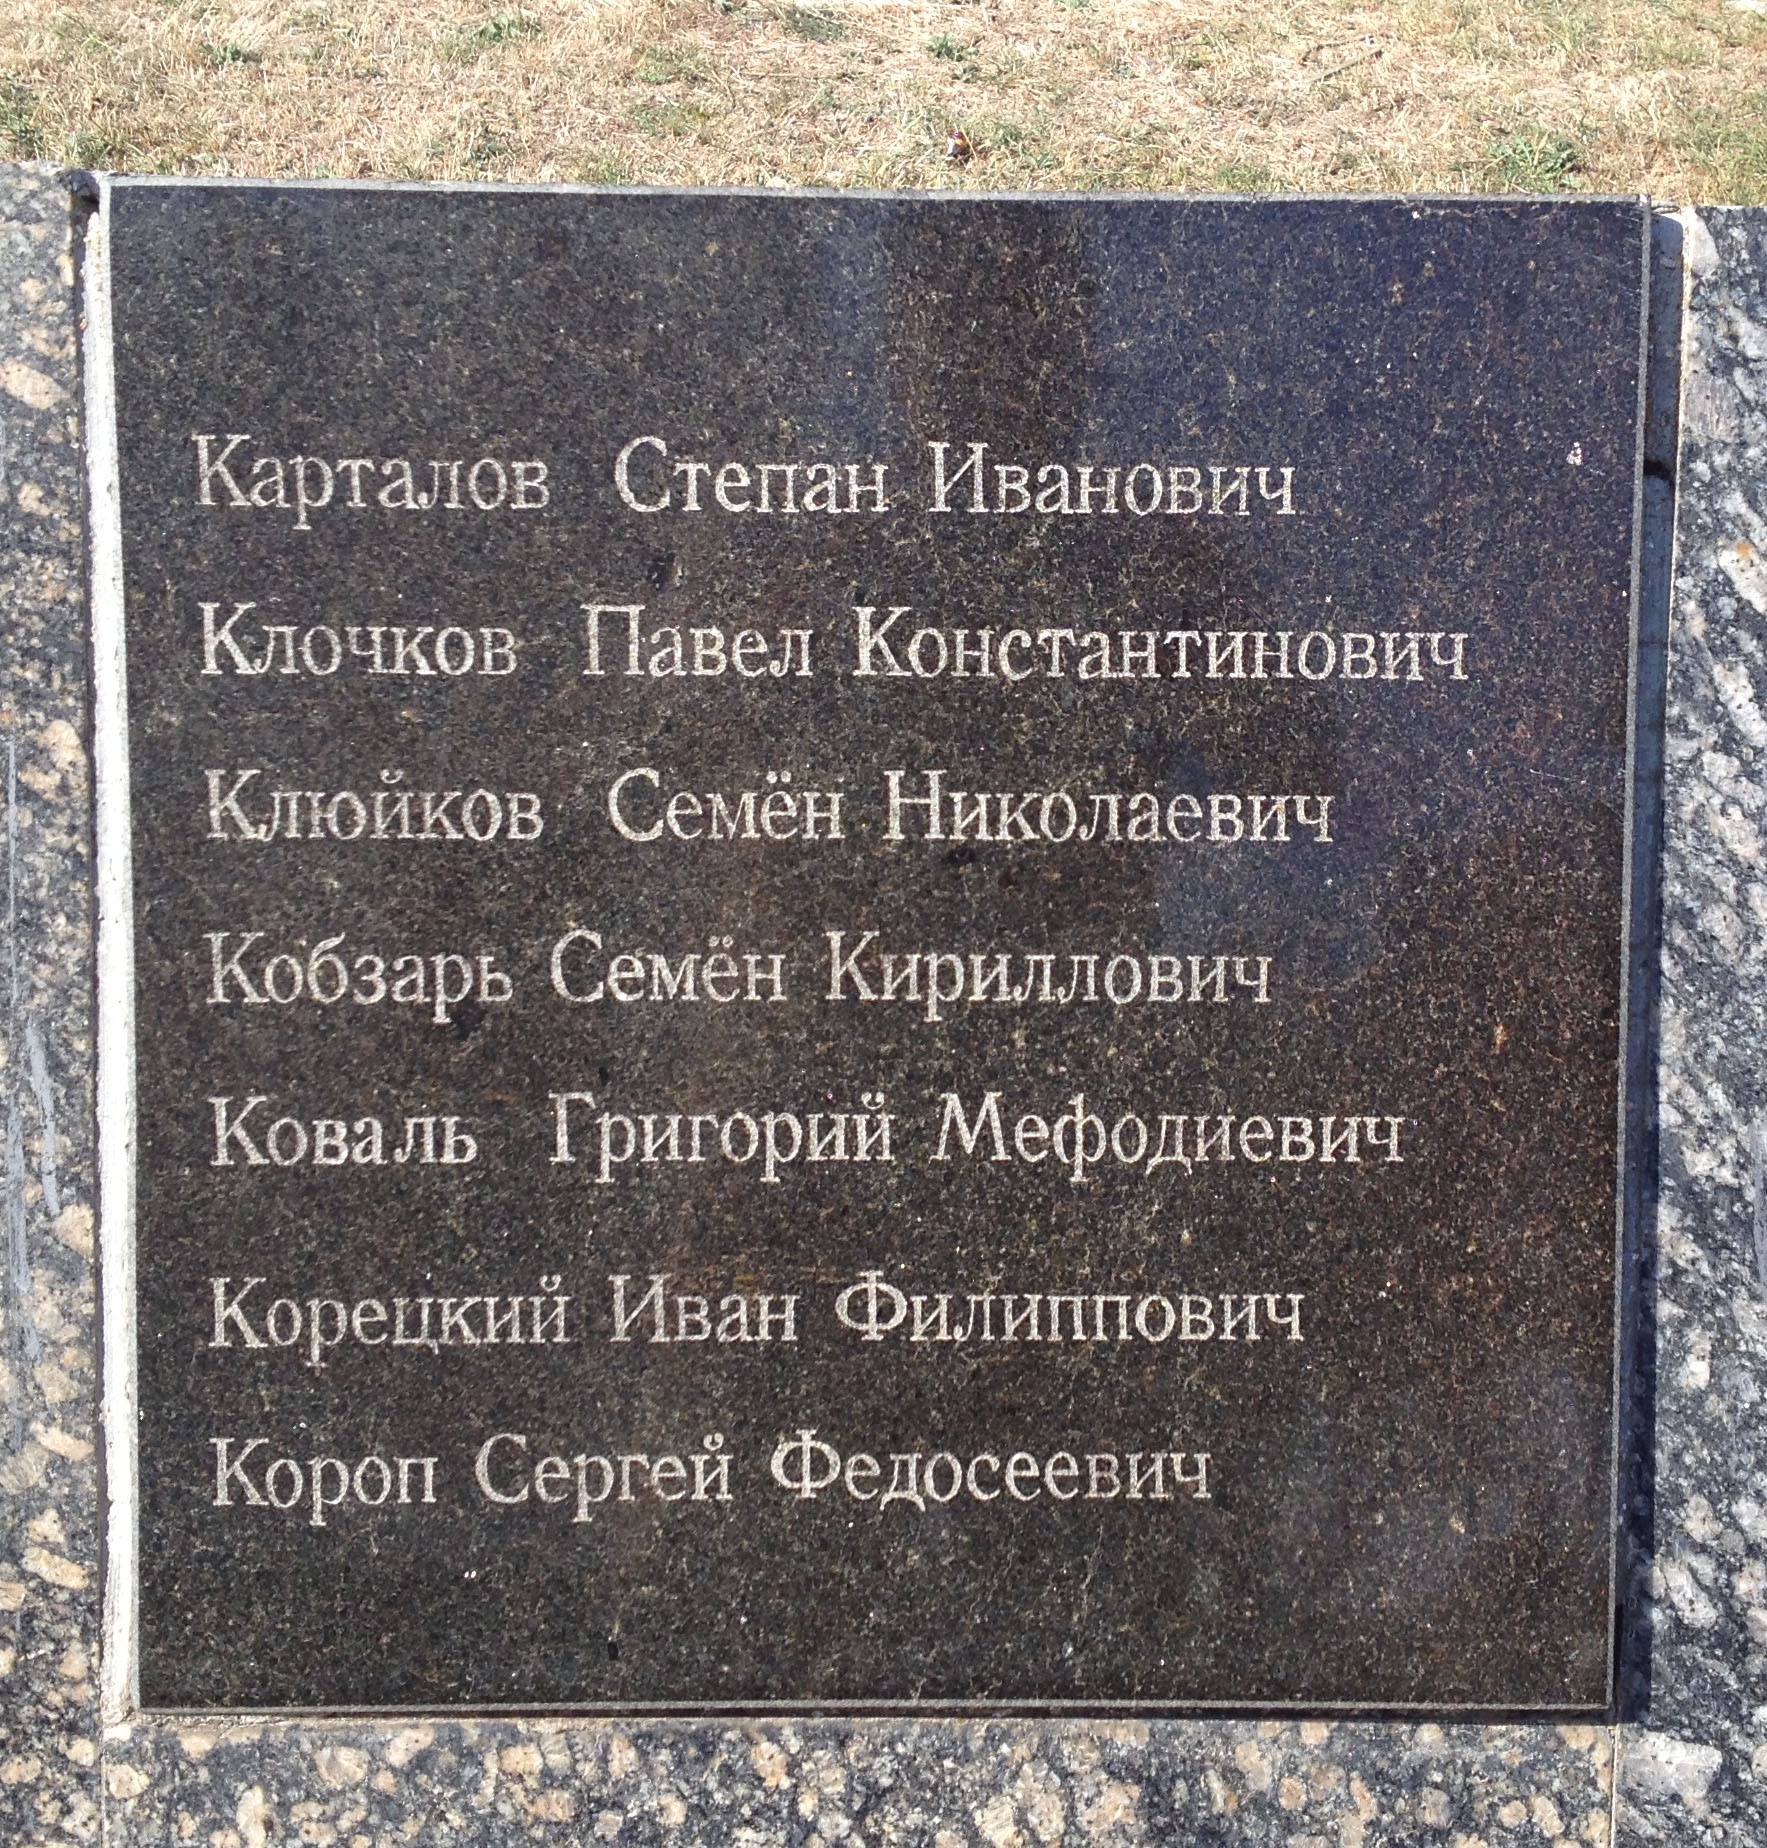 Карталов Степан Иванович
Клочков Павел Константинович
Клюйков Семён Николаевич
Кобзарь Семён Кириллович
Коваль Григорий Мефодиевич
Корецкий Иван Филиппович
Короп Сергей Федосеевич